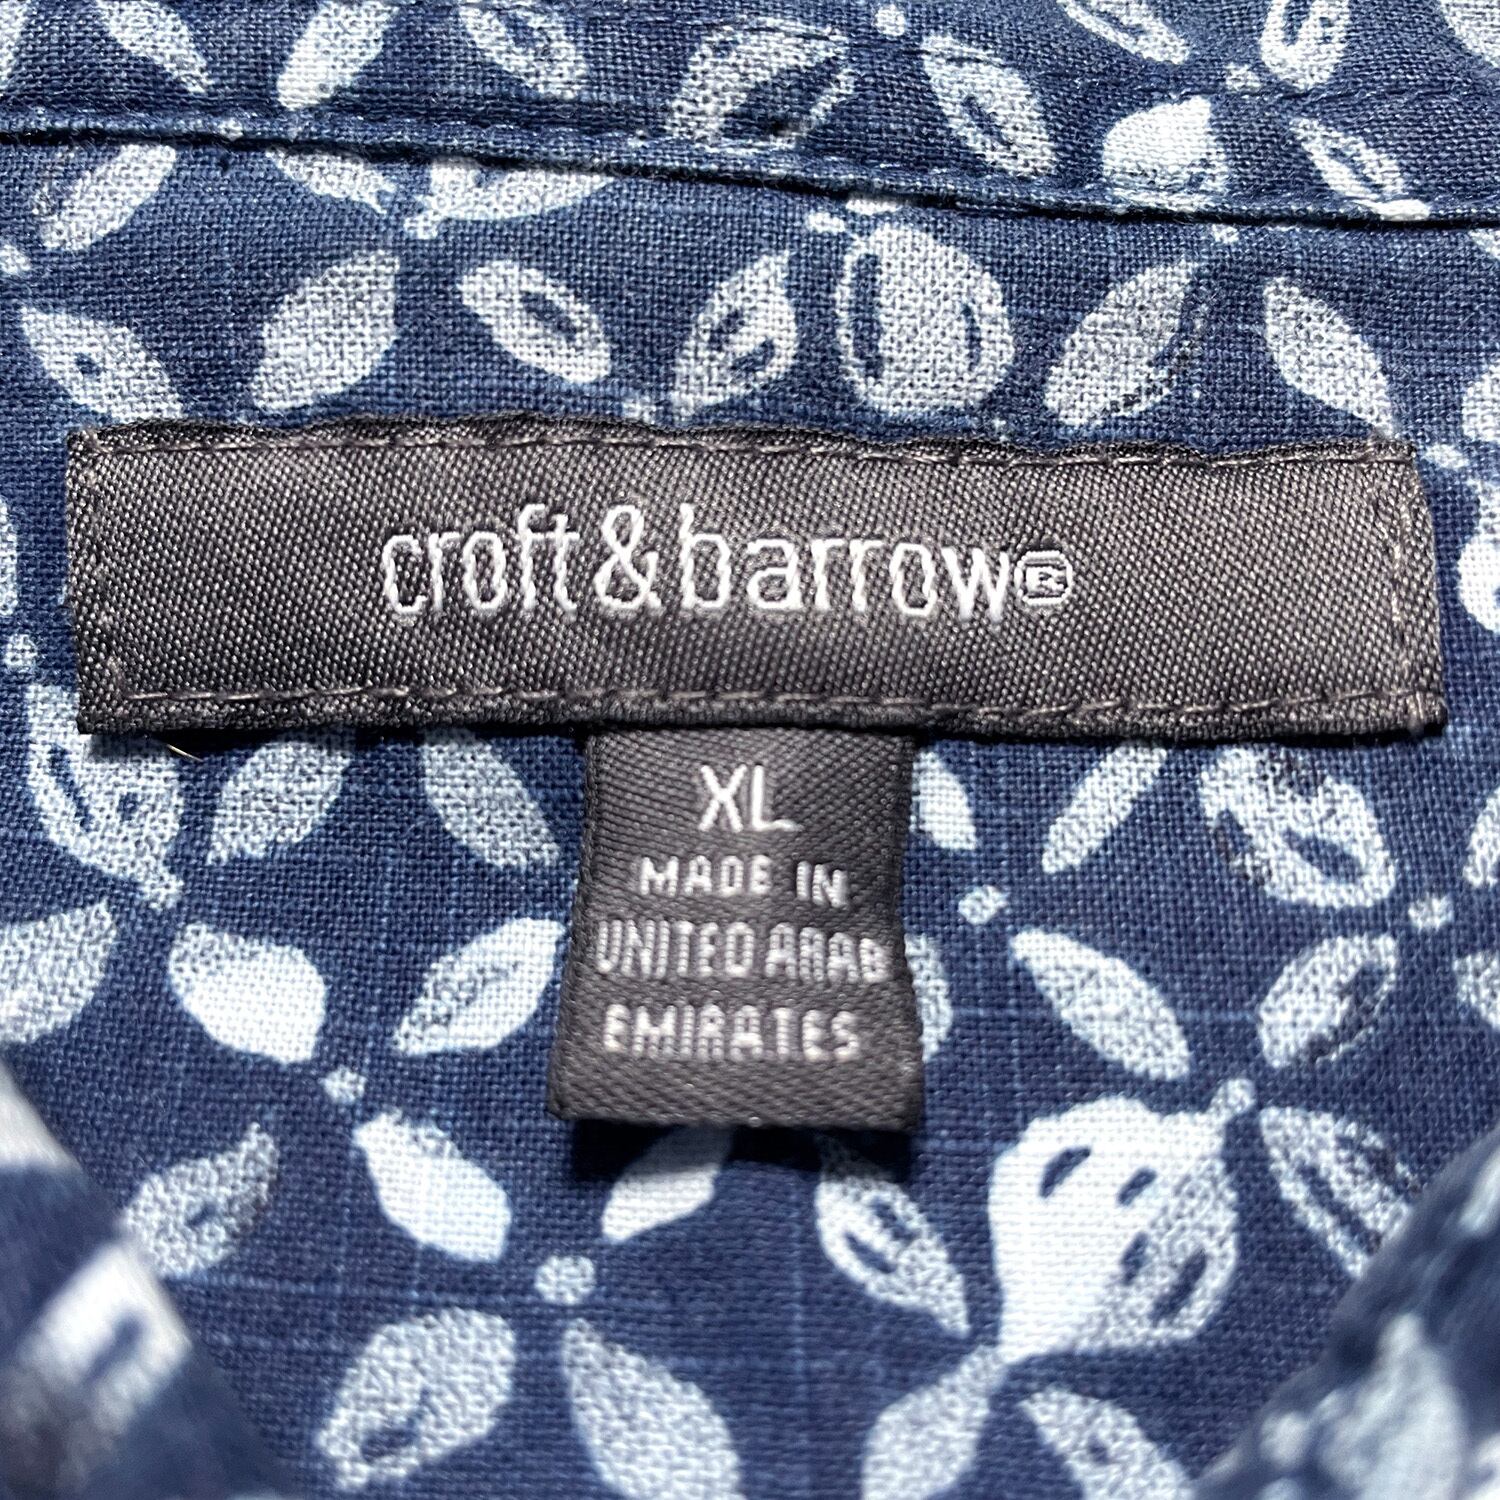 croft&barrow®
XL
MADE IN
UNITED ARAB
EMIRATES